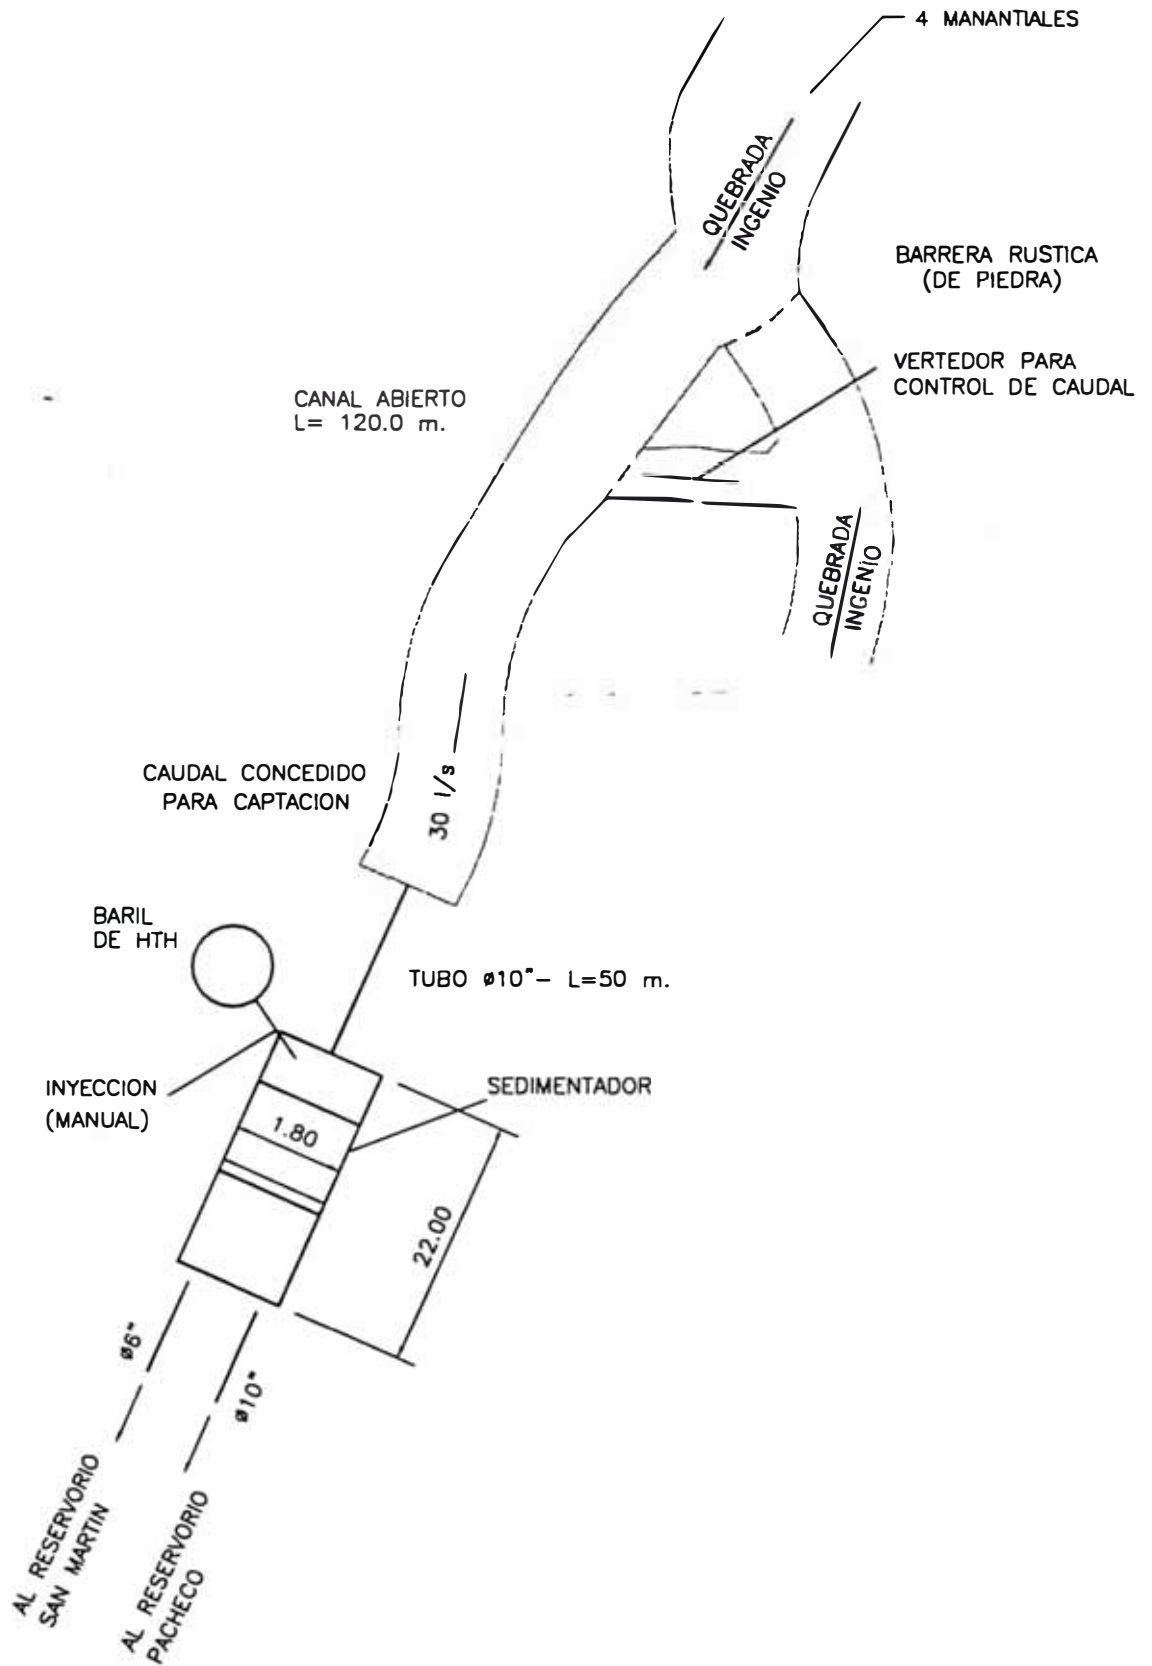 4 MANANTIALES
QUEBRADA
INGENIO
BARRERA RUSTICA
(DE PIEDRA)
VERTEDOR PARA
CONTROL DE CAUDAL
CANAL ABIERTO
L= 120.0 m.
QUEBRADA
INGENIO
CAUDAL CONCEDIDO
PARA CAPTACION
30 l/s
BARIL
DE HTH
TUBO ø10"- L=50 m.
INYECCION
(MANUAL)
SEDIMENTADOR
1.80
22.00
ø6"
ø10"
AL RESERVORIO
SAN MARTIN
AL RESERVORIO
PACHECO